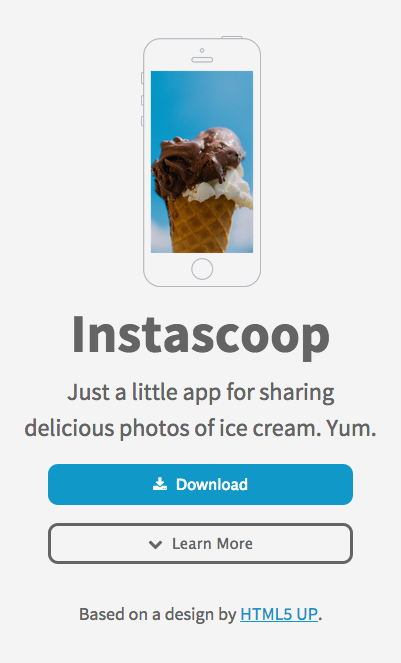 Instascoop
Just a little app for sharing
delicious photos of ice cream. Yum.
Download
Learn More
Based on a design by HTML5 UP.